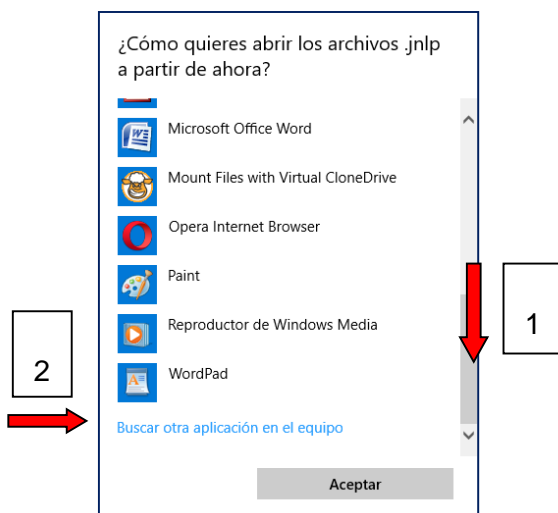 ¿Cómo quieres abrir los archivos .jnlp
a partir de ahora?
Microsoft Office Word
Mount Files with Virtual CloneDrive
Opera Internet Browser
Paint
Reproductor de Windows Media
WordPad
Buscar otra aplicación en el equipo
Aceptar
1
2